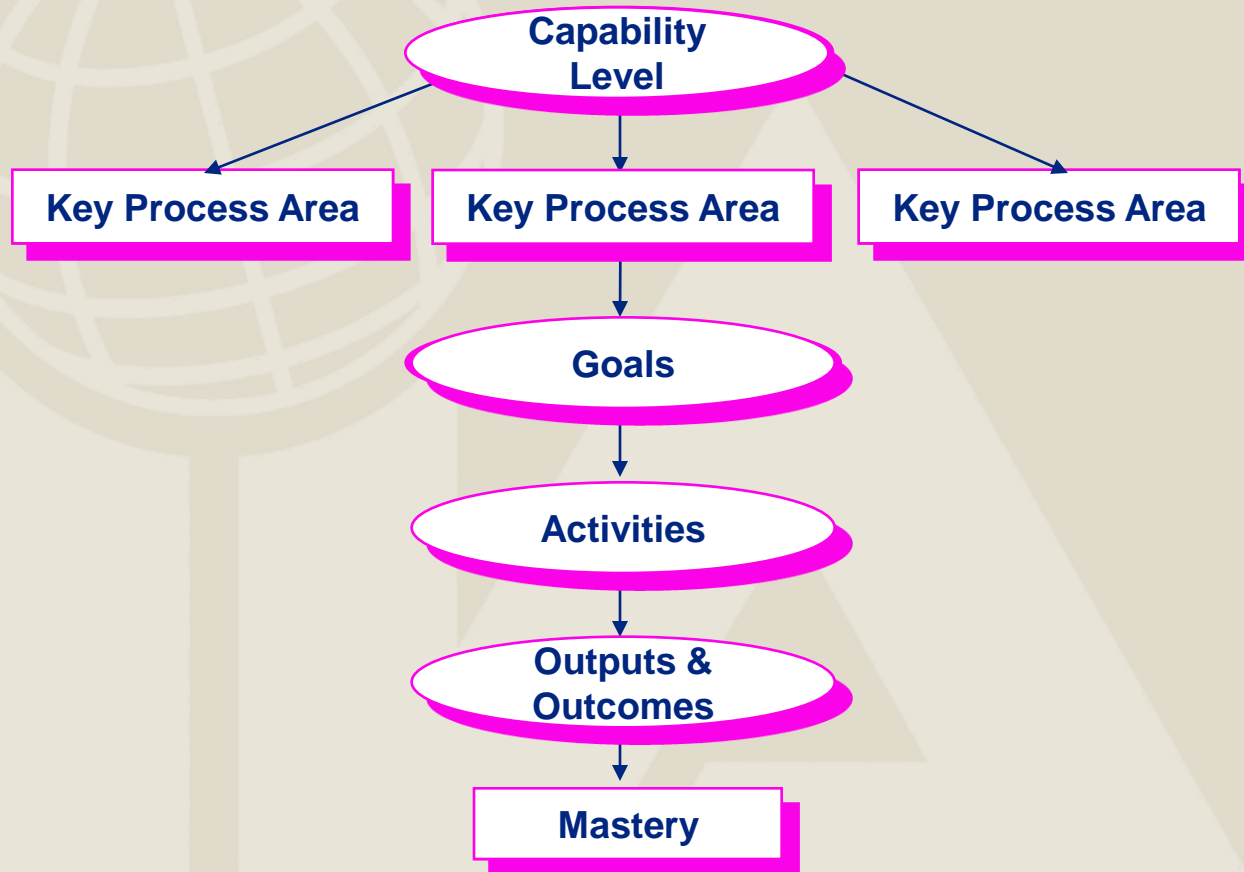 Capability
Level
Key Process Area
Key Process Area
Key Process Area
Goals
Activities
Outputs &
Outcomes
Mastery